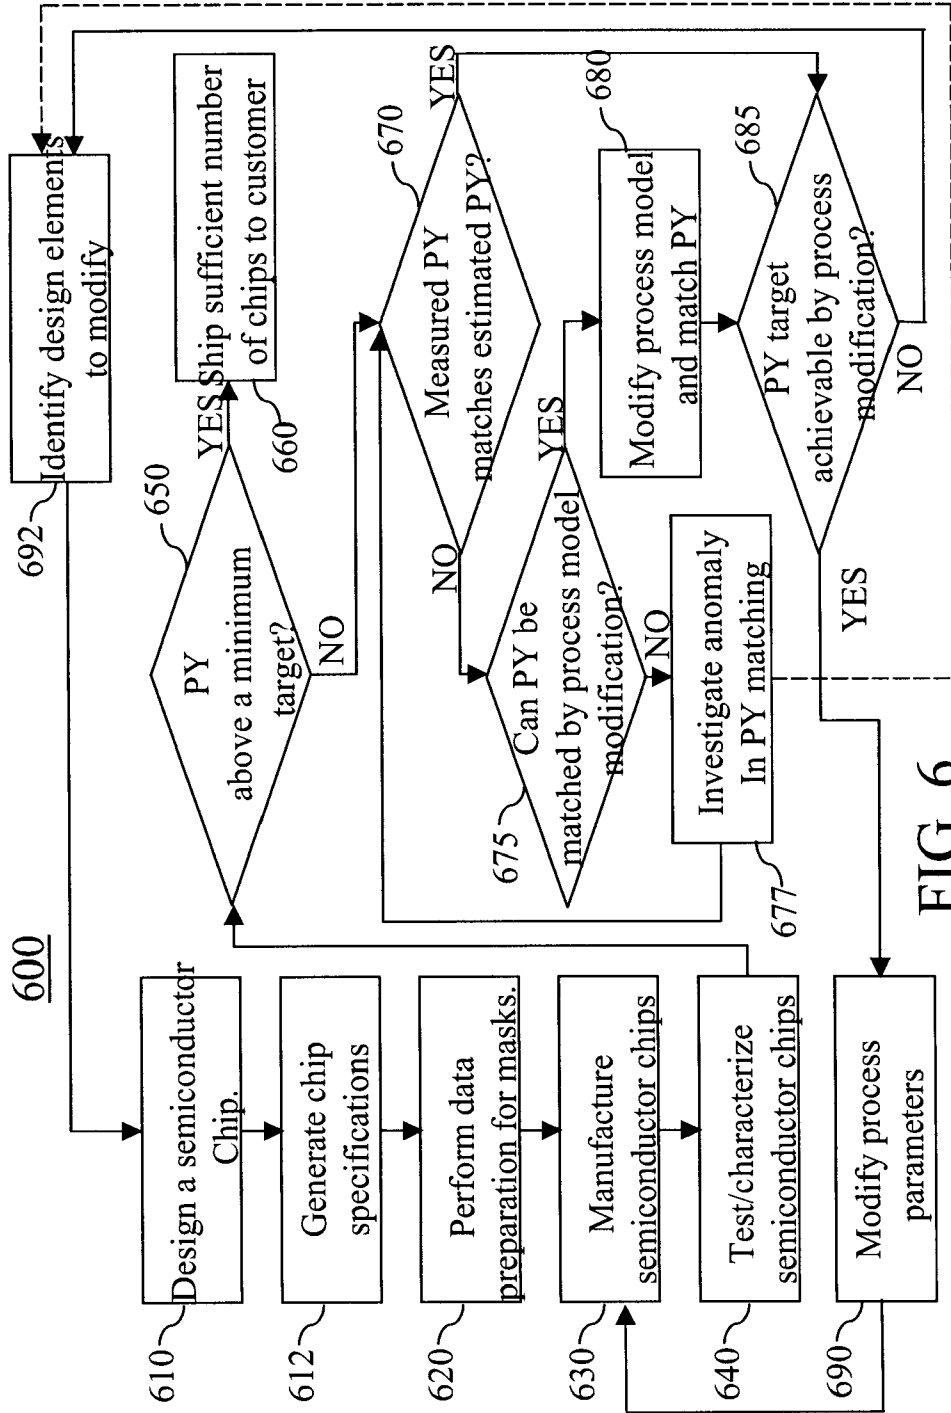 600
610
Design a semiconductor
Chip.
612
Generate chip
specifications
620
Perform data
preparation for masks.
630
Manufacture
semiconductor chips
640
Test/characterize
semiconductor chips
690
Modify process
parameters
692
Identify design elements
to modify
650
PY
above a minimum
target?
YES
NO
660
Ship sufficient number
of chips to customer
670
Measured PY
matches estimated PY?
YES
NO
675
Can PY be
matched by process model
modification?
YES
NO
677
Investigate anomaly
In PY matching
680
Modify process model
and match PY
685
PY target
achievable by process
modification?
YES
NO
FIG. 6